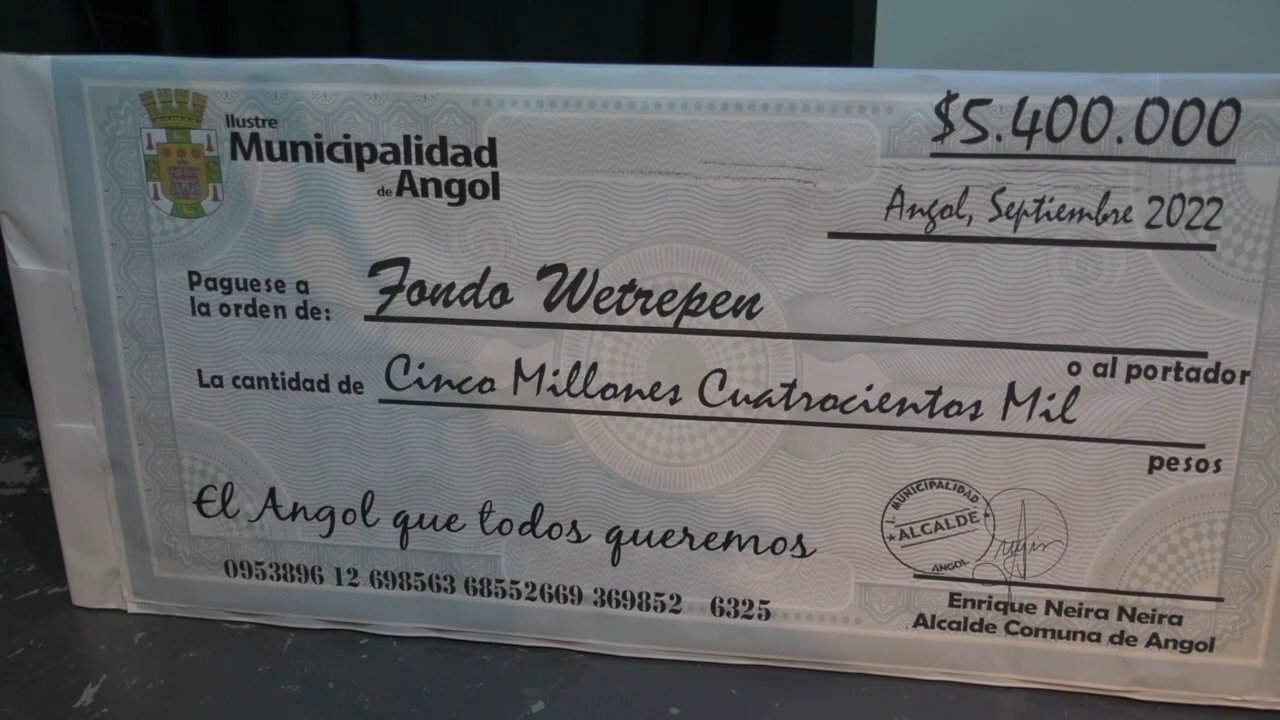 Ilustre
Municipalidad
de Angol
$5.400.000
Angol, Septiembre 2022
Paguese a
la orden de:
Fondo Wetrepen
o al portador
La cantidad de
Cinco Millones Cuatrocientos Mil
pesos
El Angol que todos queremos
0953896 12 698563 68552669 369852 6325
I. MUNICIPALIDAD
ALCALDE
ANGOL
Enrique Neira Neira
Alcalde Comuna de Angol